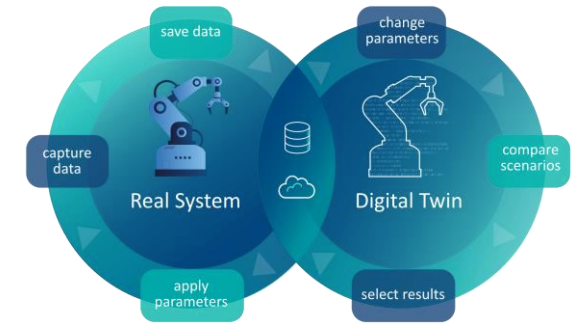 save data
change
parameters
capture
data
compare
scenarios
Real System
Digital Twin
apply
parameters
select results